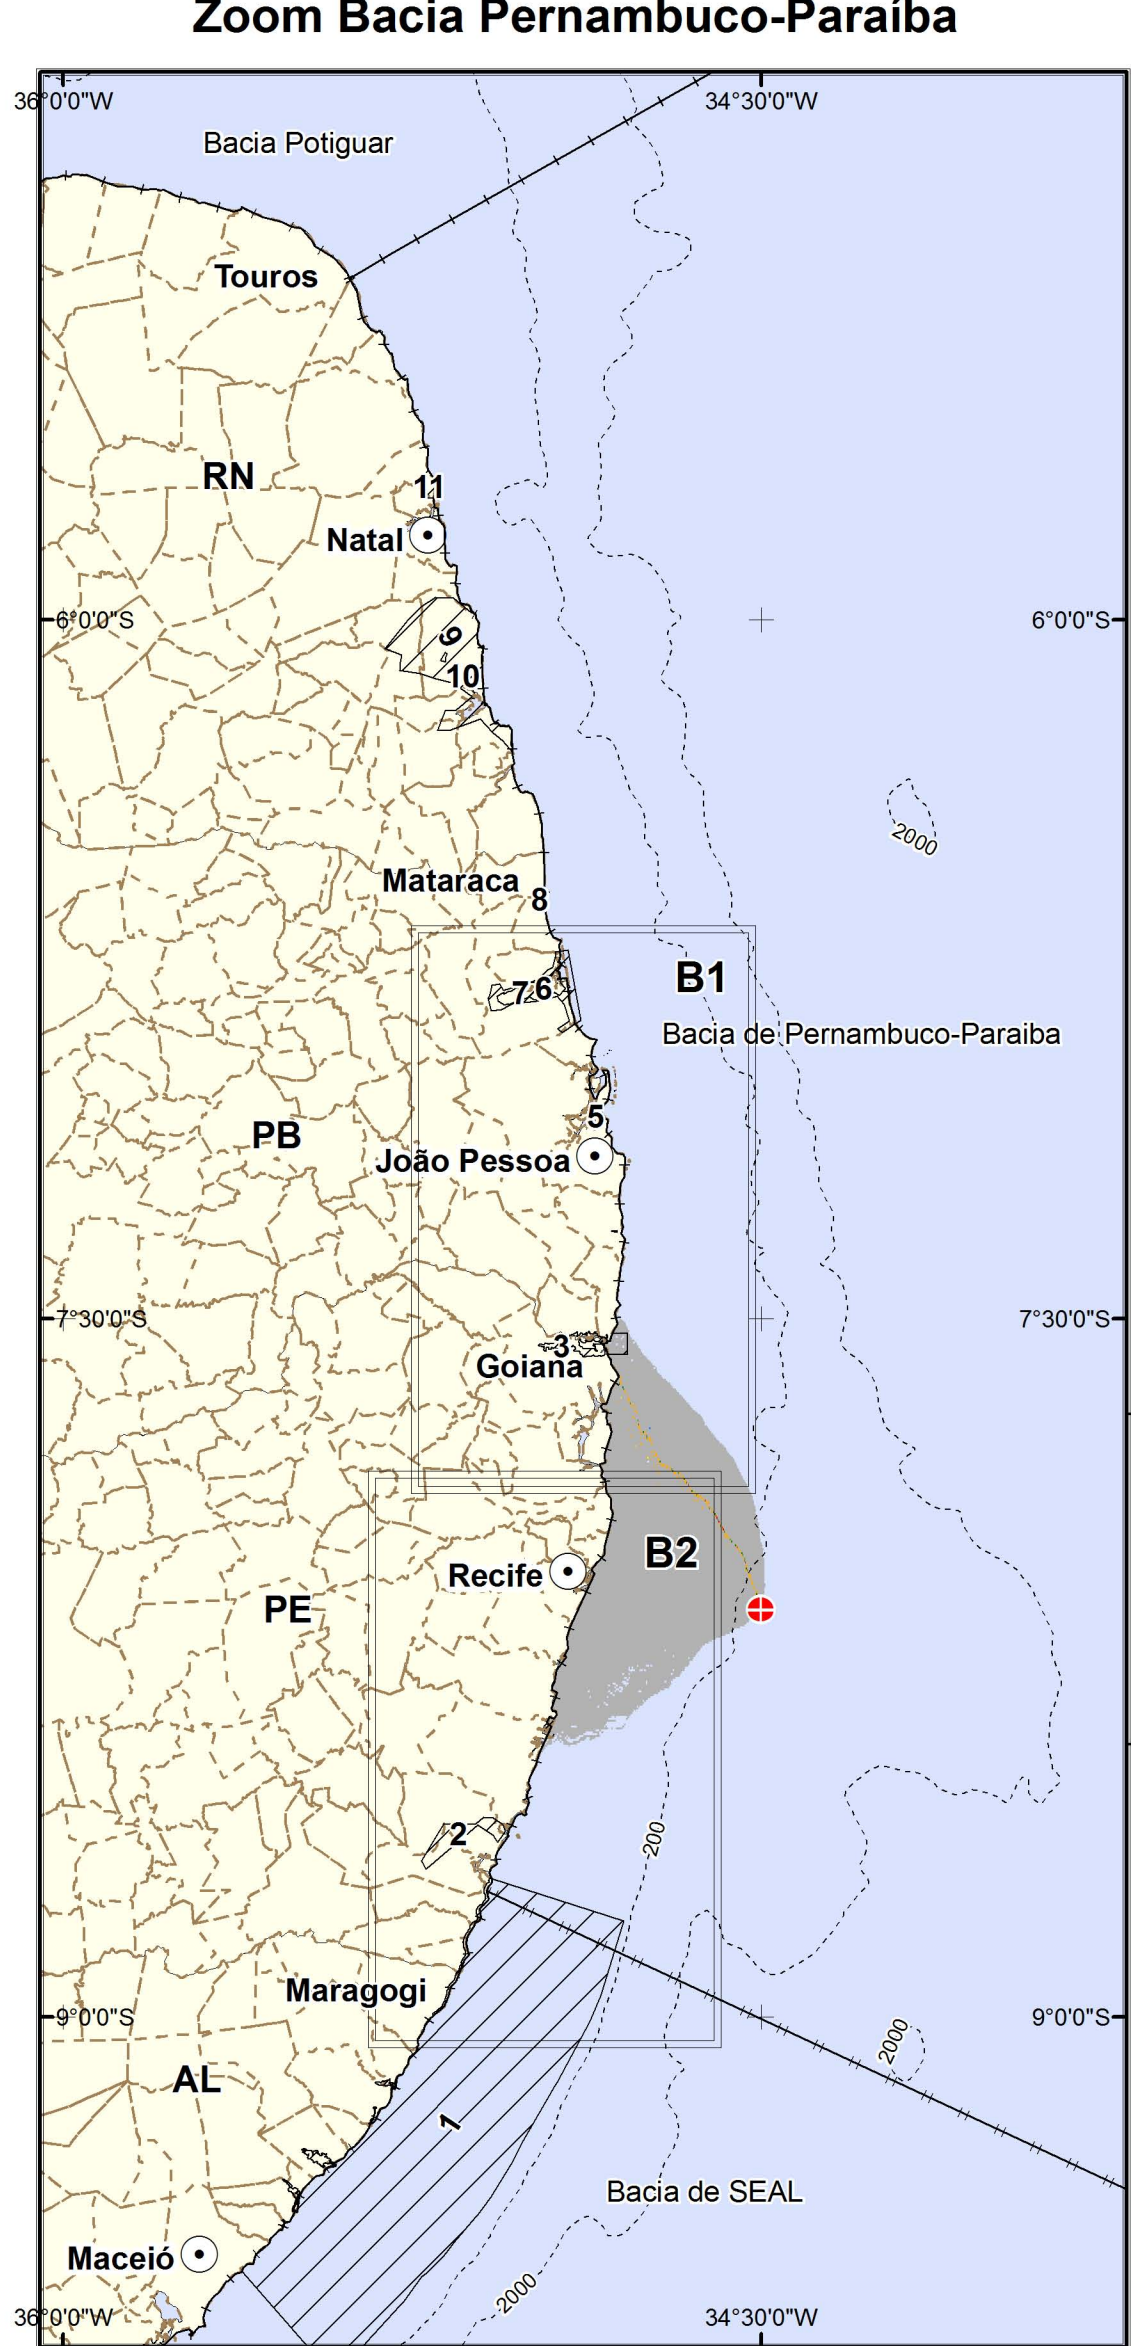 Zoom Bacia Pernambuco-Paraíba
36°0'0"W
34°30'0"W
Bacia Potiguar
Touros
RN
11
Natal
6°0'0"S
6°0'0"S
9
10
2000
Mataraca
8
B1
7
6
Bacia de Pernambuco-Paraiba
5
PB
João Pessoa
7°30'0"S
7°30'0"S
3
Goiana
B2
Recife
PE
2
200
Maragogi
9°0'0"S
9°0'0"S
2000
AL
1
Bacia de SEAL
Maceió
2000
36°0'0"W
34°30'0"W